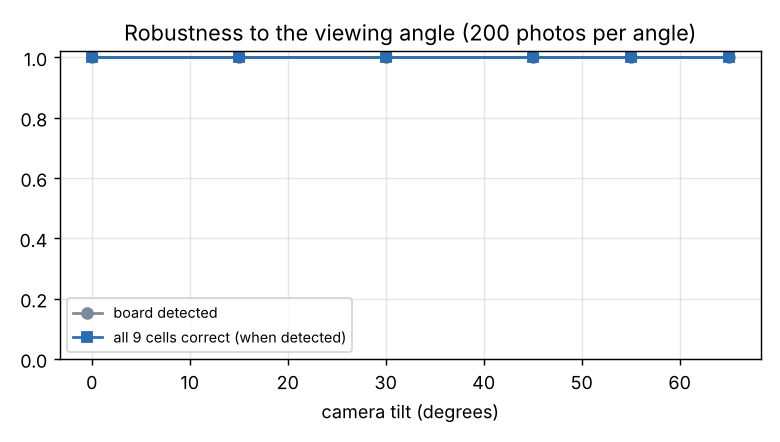 Robustness to the viewing angle (200 photos per angle)
1.0
0.8
0.6
0.4
0.2
0.0
board detected
all 9 cells correct (when detected)
0 10 20 30 40 50 60
camera tilt (degrees)